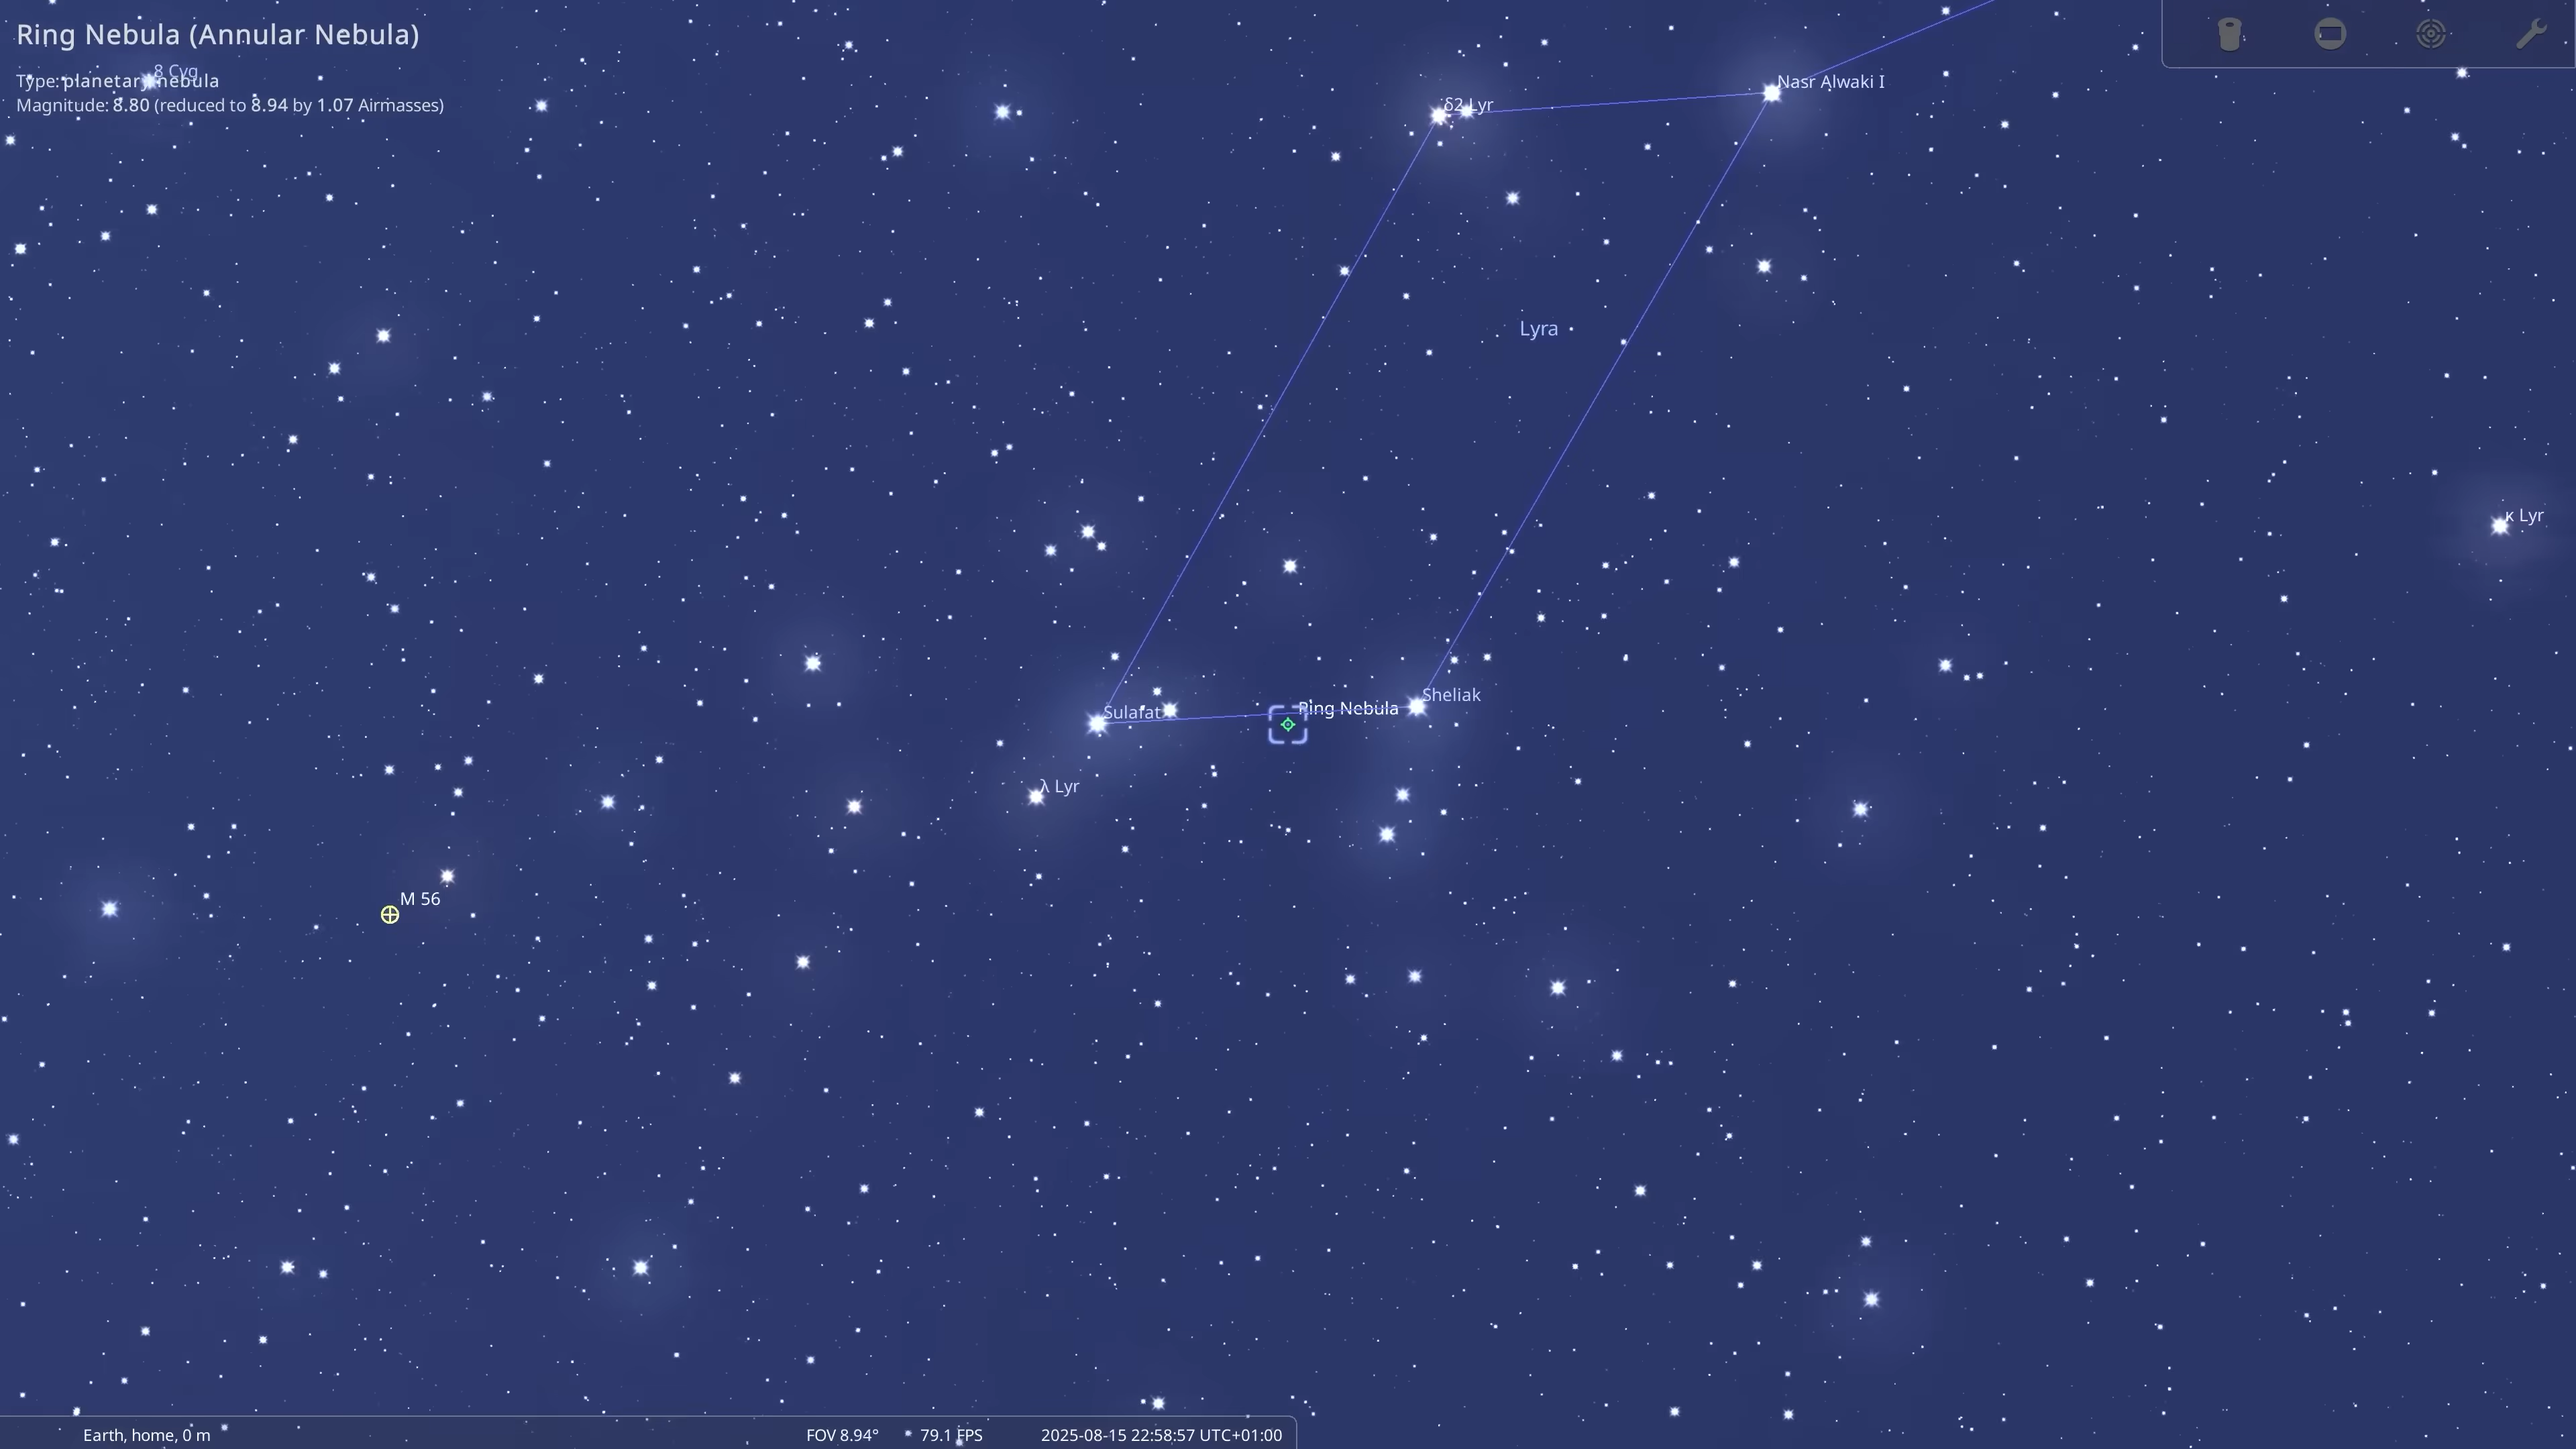 Ring Nebula (Annular Nebula)
8 Cyg
Type: planetary nebula
Magnitude: 8.80 (reduced to 8.94 by 1.07 Airmasses)
Nasr Alwaki I
δ2 Lyr
Lyra
κ Lyr
Sheliak
Ring Nebula
Sulafat
λ Lyr
M 56
Earth, home, 0 m
FOV 8.94°
79.1 FPS
2025-08-15 22:58:57 UTC+01:00